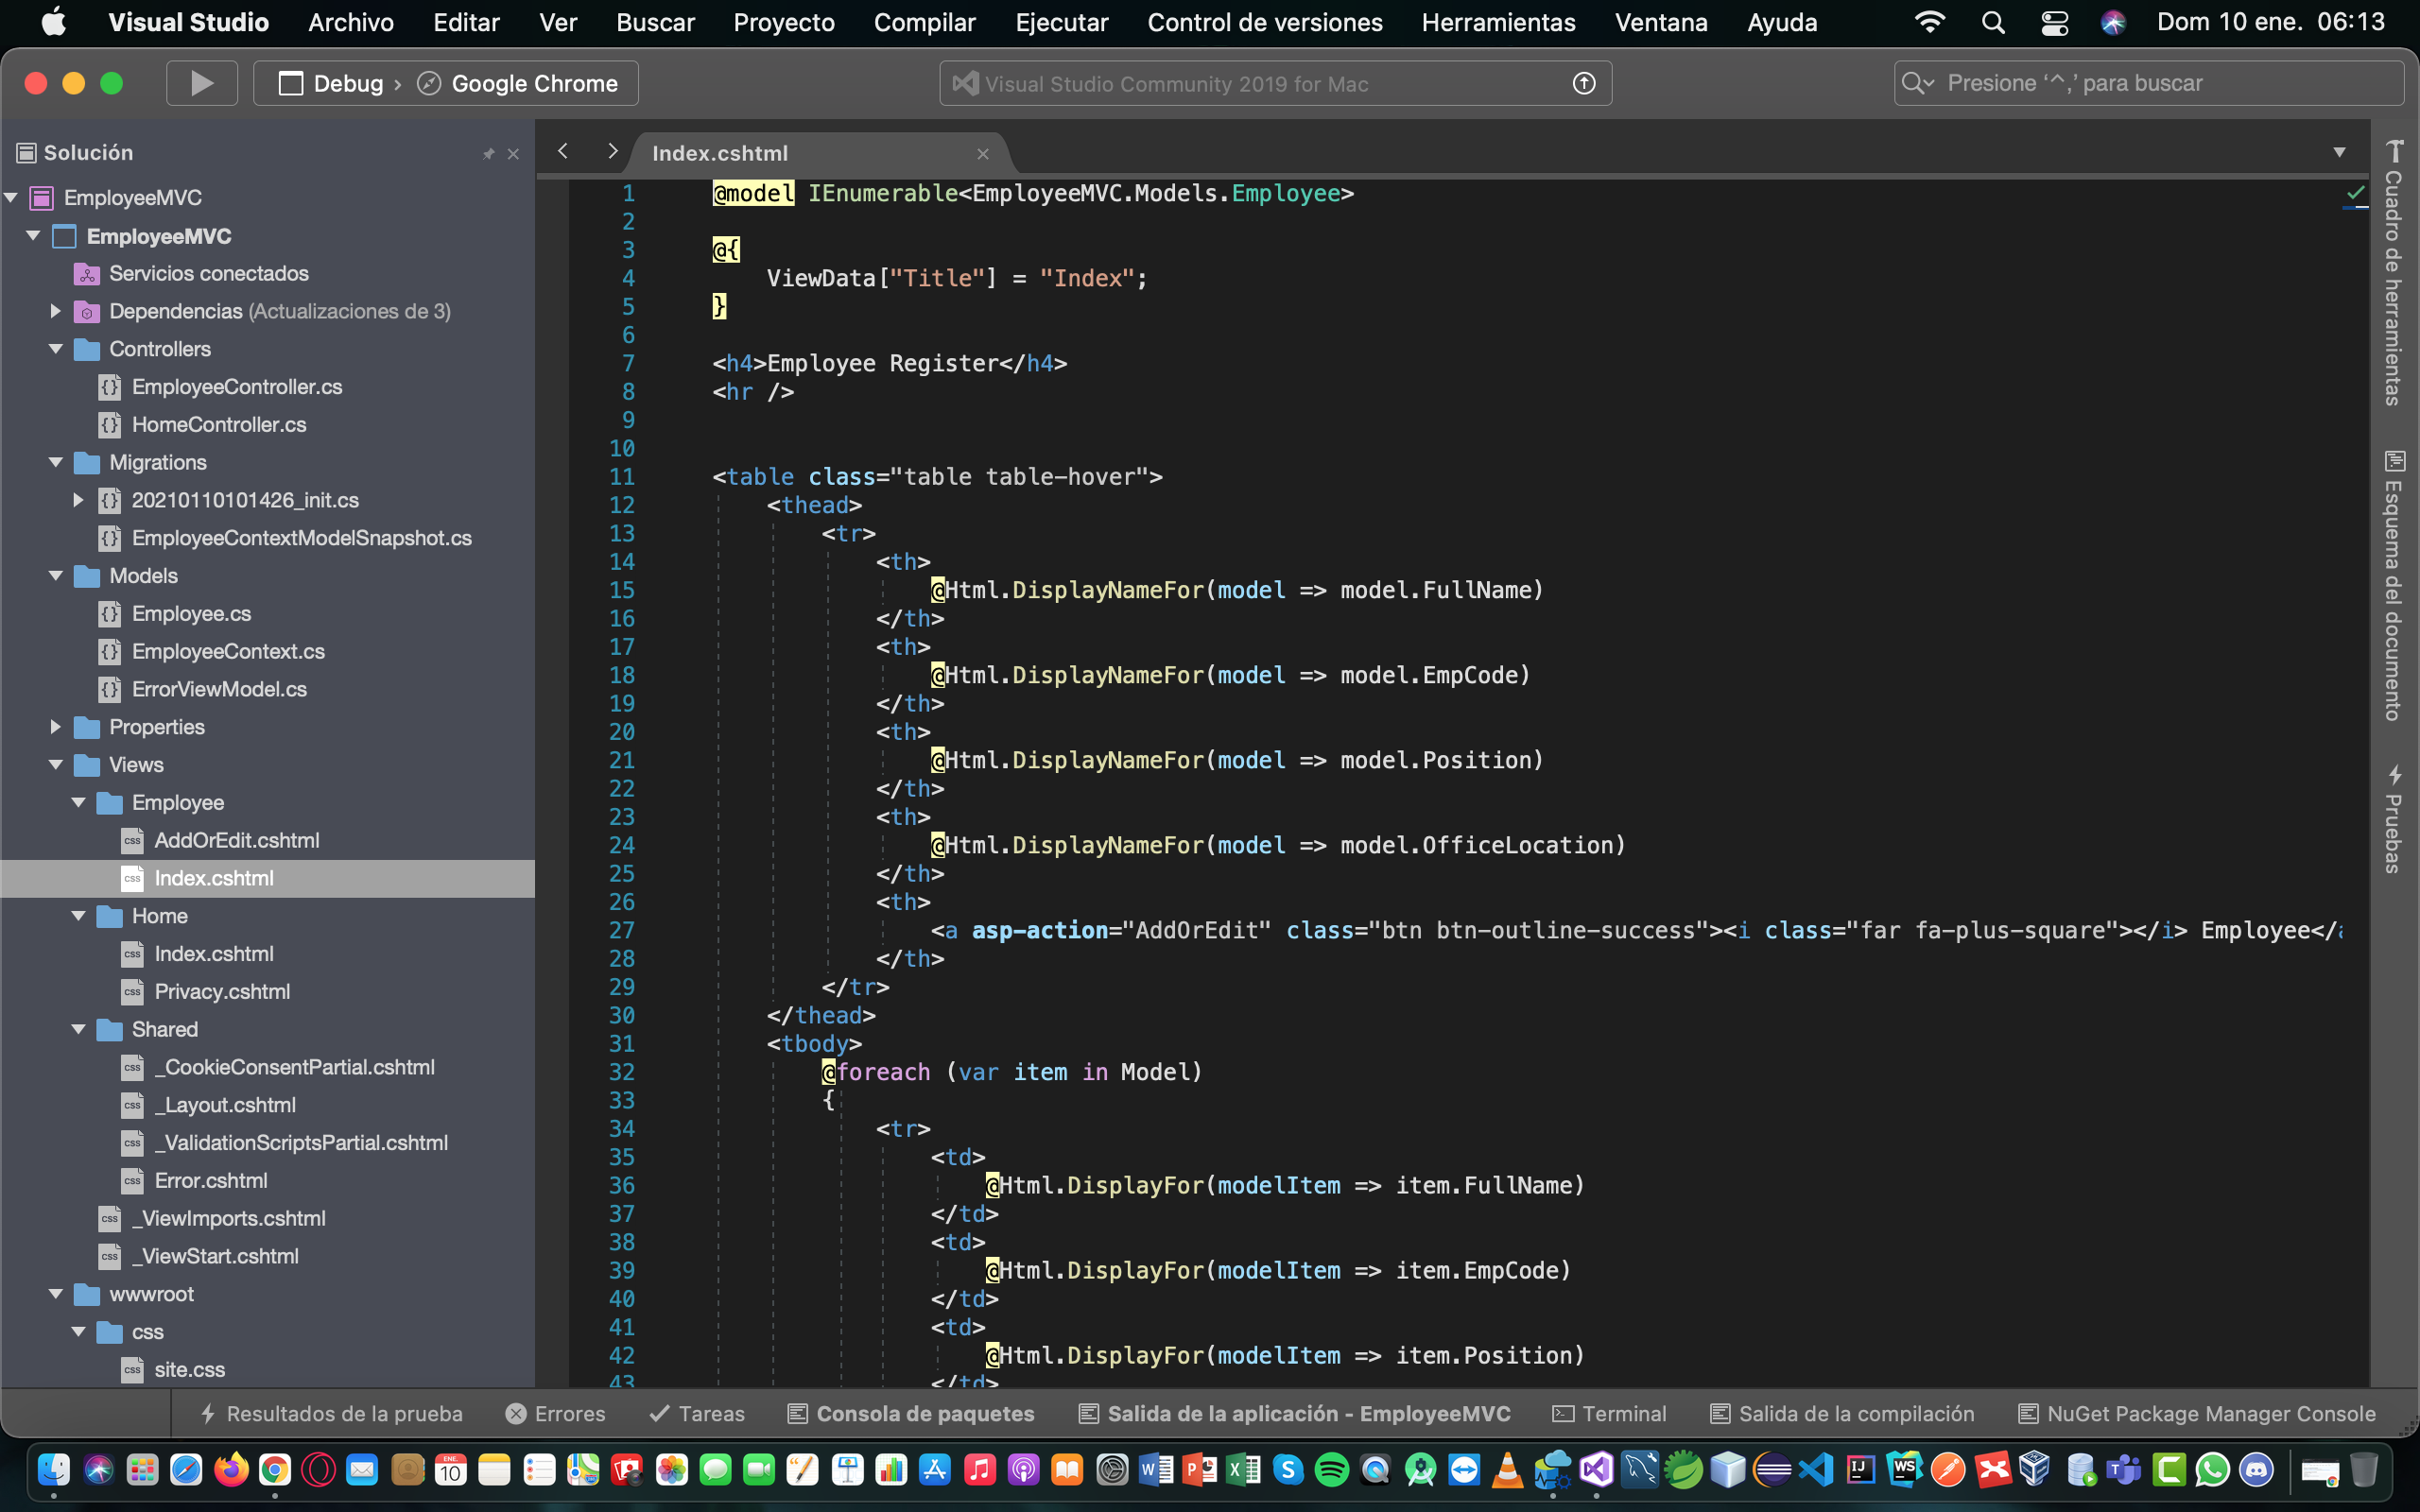 Visual Studio Archivo Editar Ver Buscar Proyecto Compilar Ejecutar Control de versiones Herramientas Ventana Ayuda Dom 10 ene. 06:13
Debug › Google Chrome
Visual Studio Community 2019 for Mac
Presione ‘^,’ para buscar
Solución
EmployeeMVC
EmployeeMVC
Servicios conectados
Dependencias (Actualizaciones de 3)
Controllers
EmployeeController.cs
HomeController.cs
Migrations
20210110101426_init.cs
EmployeeContextModelSnapshot.cs
Models
Employee.cs
EmployeeContext.cs
ErrorViewModel.cs
Properties
Views
Employee
AddOrEdit.cshtml
Index.cshtml
Home
Index.cshtml
Privacy.cshtml
Shared
_CookieConsentPartial.cshtml
_Layout.cshtml
_ValidationScriptsPartial.cshtml
Error.cshtml
_ViewImports.cshtml
_ViewStart.cshtml
wwwroot
css
site.css
Index.cshtml
1 @model IEnumerable<EmployeeMVC.Models.Employee>
2
3 @{
4 ViewData["Title"] = "Index";
5 }
6
7 <h4>Employee Register</h4>
8 <hr />
9
10
11 <table class="table table-hover">
12 <thead>
13 <tr>
14 <th>
15 @Html.DisplayNameFor(model => model.FullName)
16 </th>
17 <th>
18 @Html.DisplayNameFor(model => model.EmpCode)
19 </th>
20 <th>
21 @Html.DisplayNameFor(model => model.Position)
22 </th>
23 <th>
24 @Html.DisplayNameFor(model => model.OfficeLocation)
25 </th>
26 <th>
27 <a asp-action="AddOrEdit" class="btn btn-outline-success"><i class="far fa-plus-square"></i> Employee</a
28 </th>
29 </tr>
30 </thead>
31 <tbody>
32 @foreach (var item in Model)
33 {
34 <tr>
35 <td>
36 @Html.DisplayFor(modelItem => item.FullName)
37 </td>
38 <td>
39 @Html.DisplayFor(modelItem => item.EmpCode)
40 </td>
41 <td>
42 @Html.DisplayFor(modelItem => item.Position)
43 </td>
Cuadro de herramientas
Esquema del documento
Pruebas
Resultados de la prueba Errores Tareas Consola de paquetes Salida de la aplicación - EmployeeMVC Terminal Salida de la compilación NuGet Package Manager Console
ENE.
10